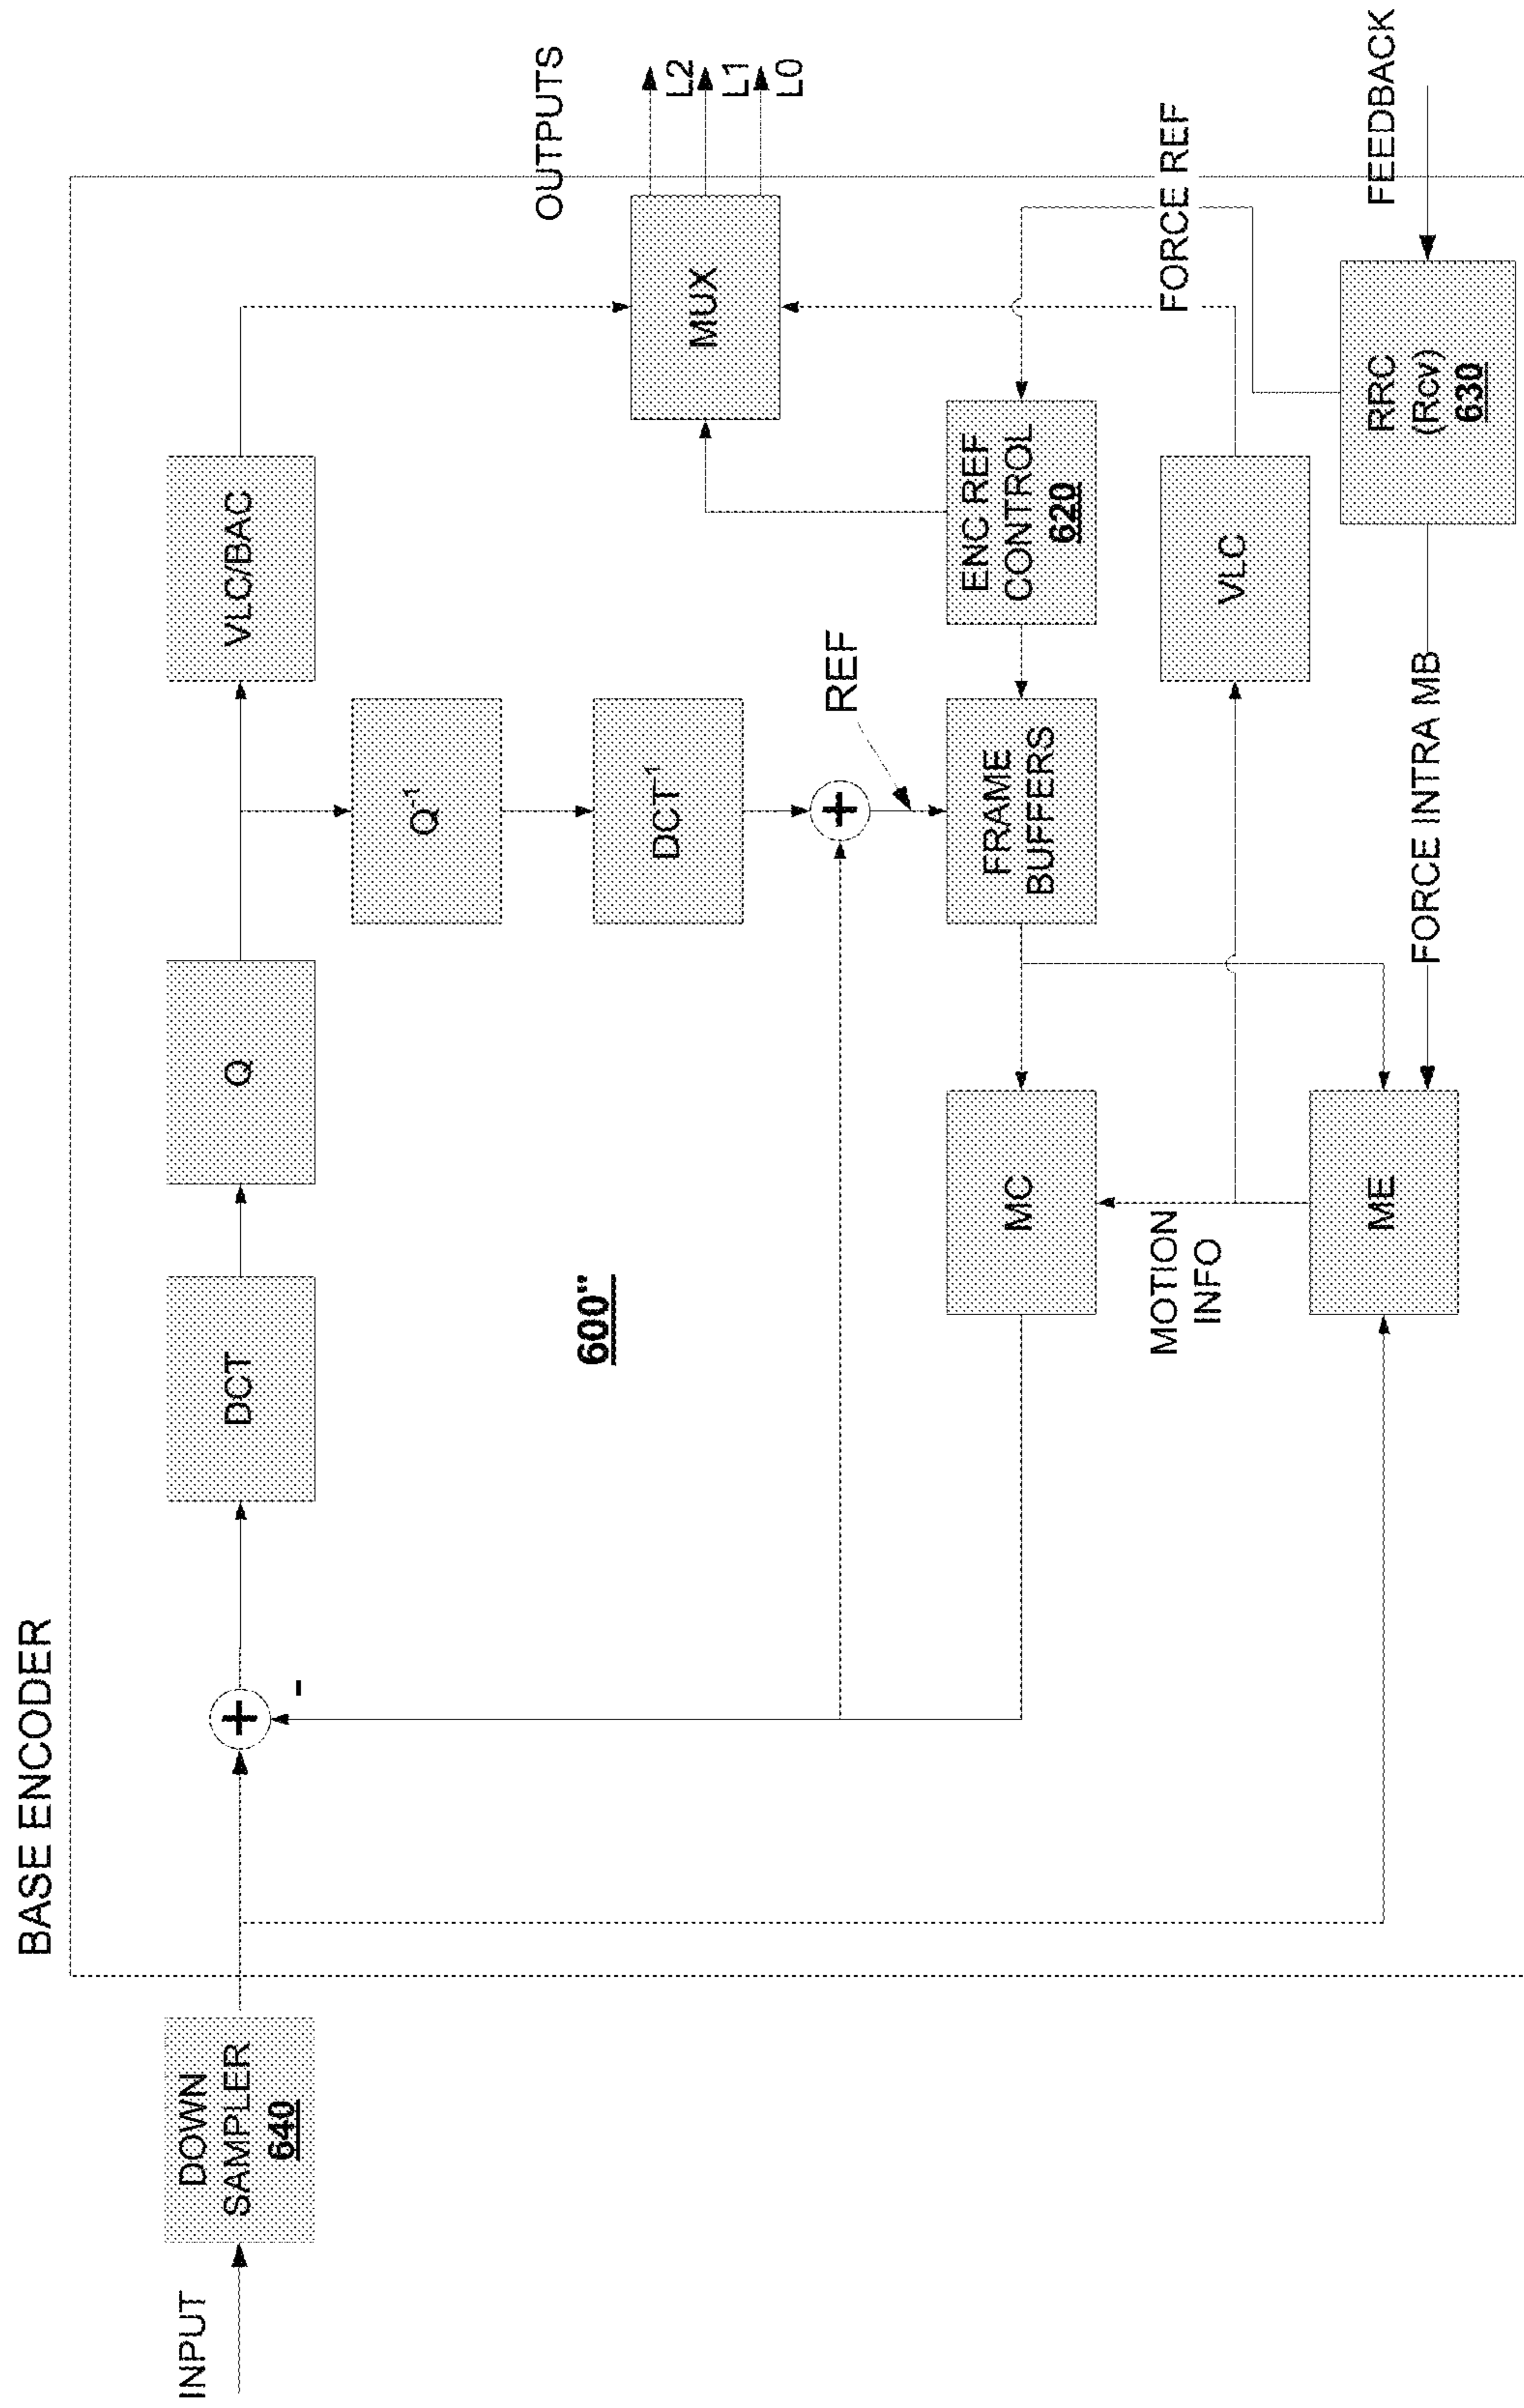 BASE ENCODER
INPUT
DOWN
SAMPLER
640
+
-
DCT
Q
VLC/BAC
Q-1
DCT-1
+
REF
600"
OUTPUTS
L2
L1
L0
MUX
MC
FRAME
BUFFERS
ENC REF
CONTROL
620
FORCE REF
MOTION
INFO
VLC
ME
FORCE INTRA MB
RRC
(Rcv)
630
FEEDBACK